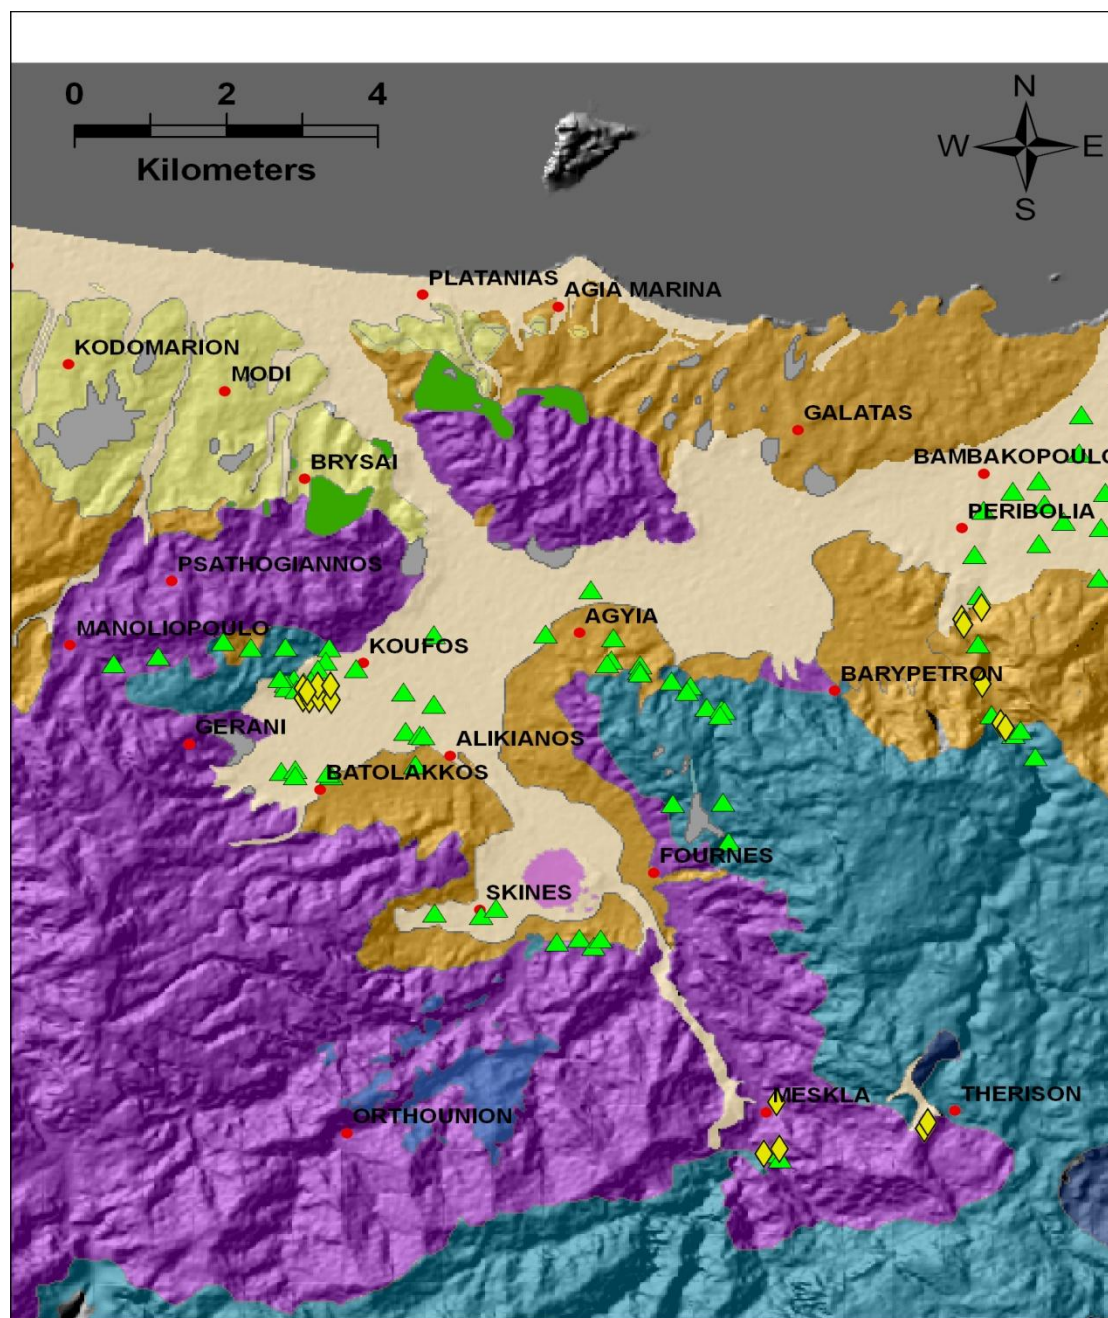 0 2 4
Kilometers
N
W E
S
PLATANIAS
AGIA MARINA
KODOMARION
MODI
GALATAS
BRYSAI
BAMBAKOPOULO
PERIBOLIA
PSATHOGIANNOS
MANOLIOPOULO
KOUFOS
AGYIA
BARYPETRON
GERANI
ALIKIANOS
BATOLAKKOS
FOURNES
SKINES
MESKLA
THERISON
ORTHOUNION